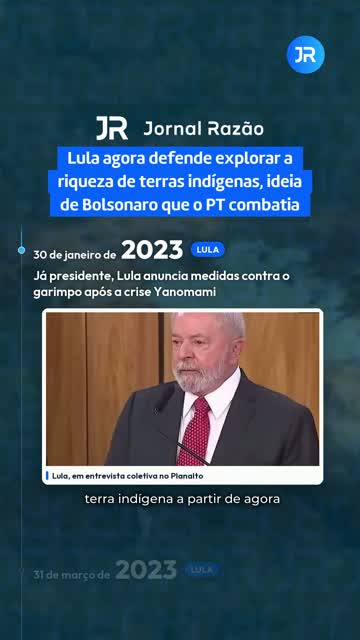 JR
JR Jornal Razão
Lula agora defende explorar a
riqueza de terras indígenas, ideia
de Bolsonaro que o PT combatia
30 de janeiro de 2023 LULA
Já presidente, Lula anuncia medidas contra o
garimpo após a crise Yanomami
Lula, em entrevista coletiva no Planalto
terra indígena a partir de agora
31 de março de 2023 LULA